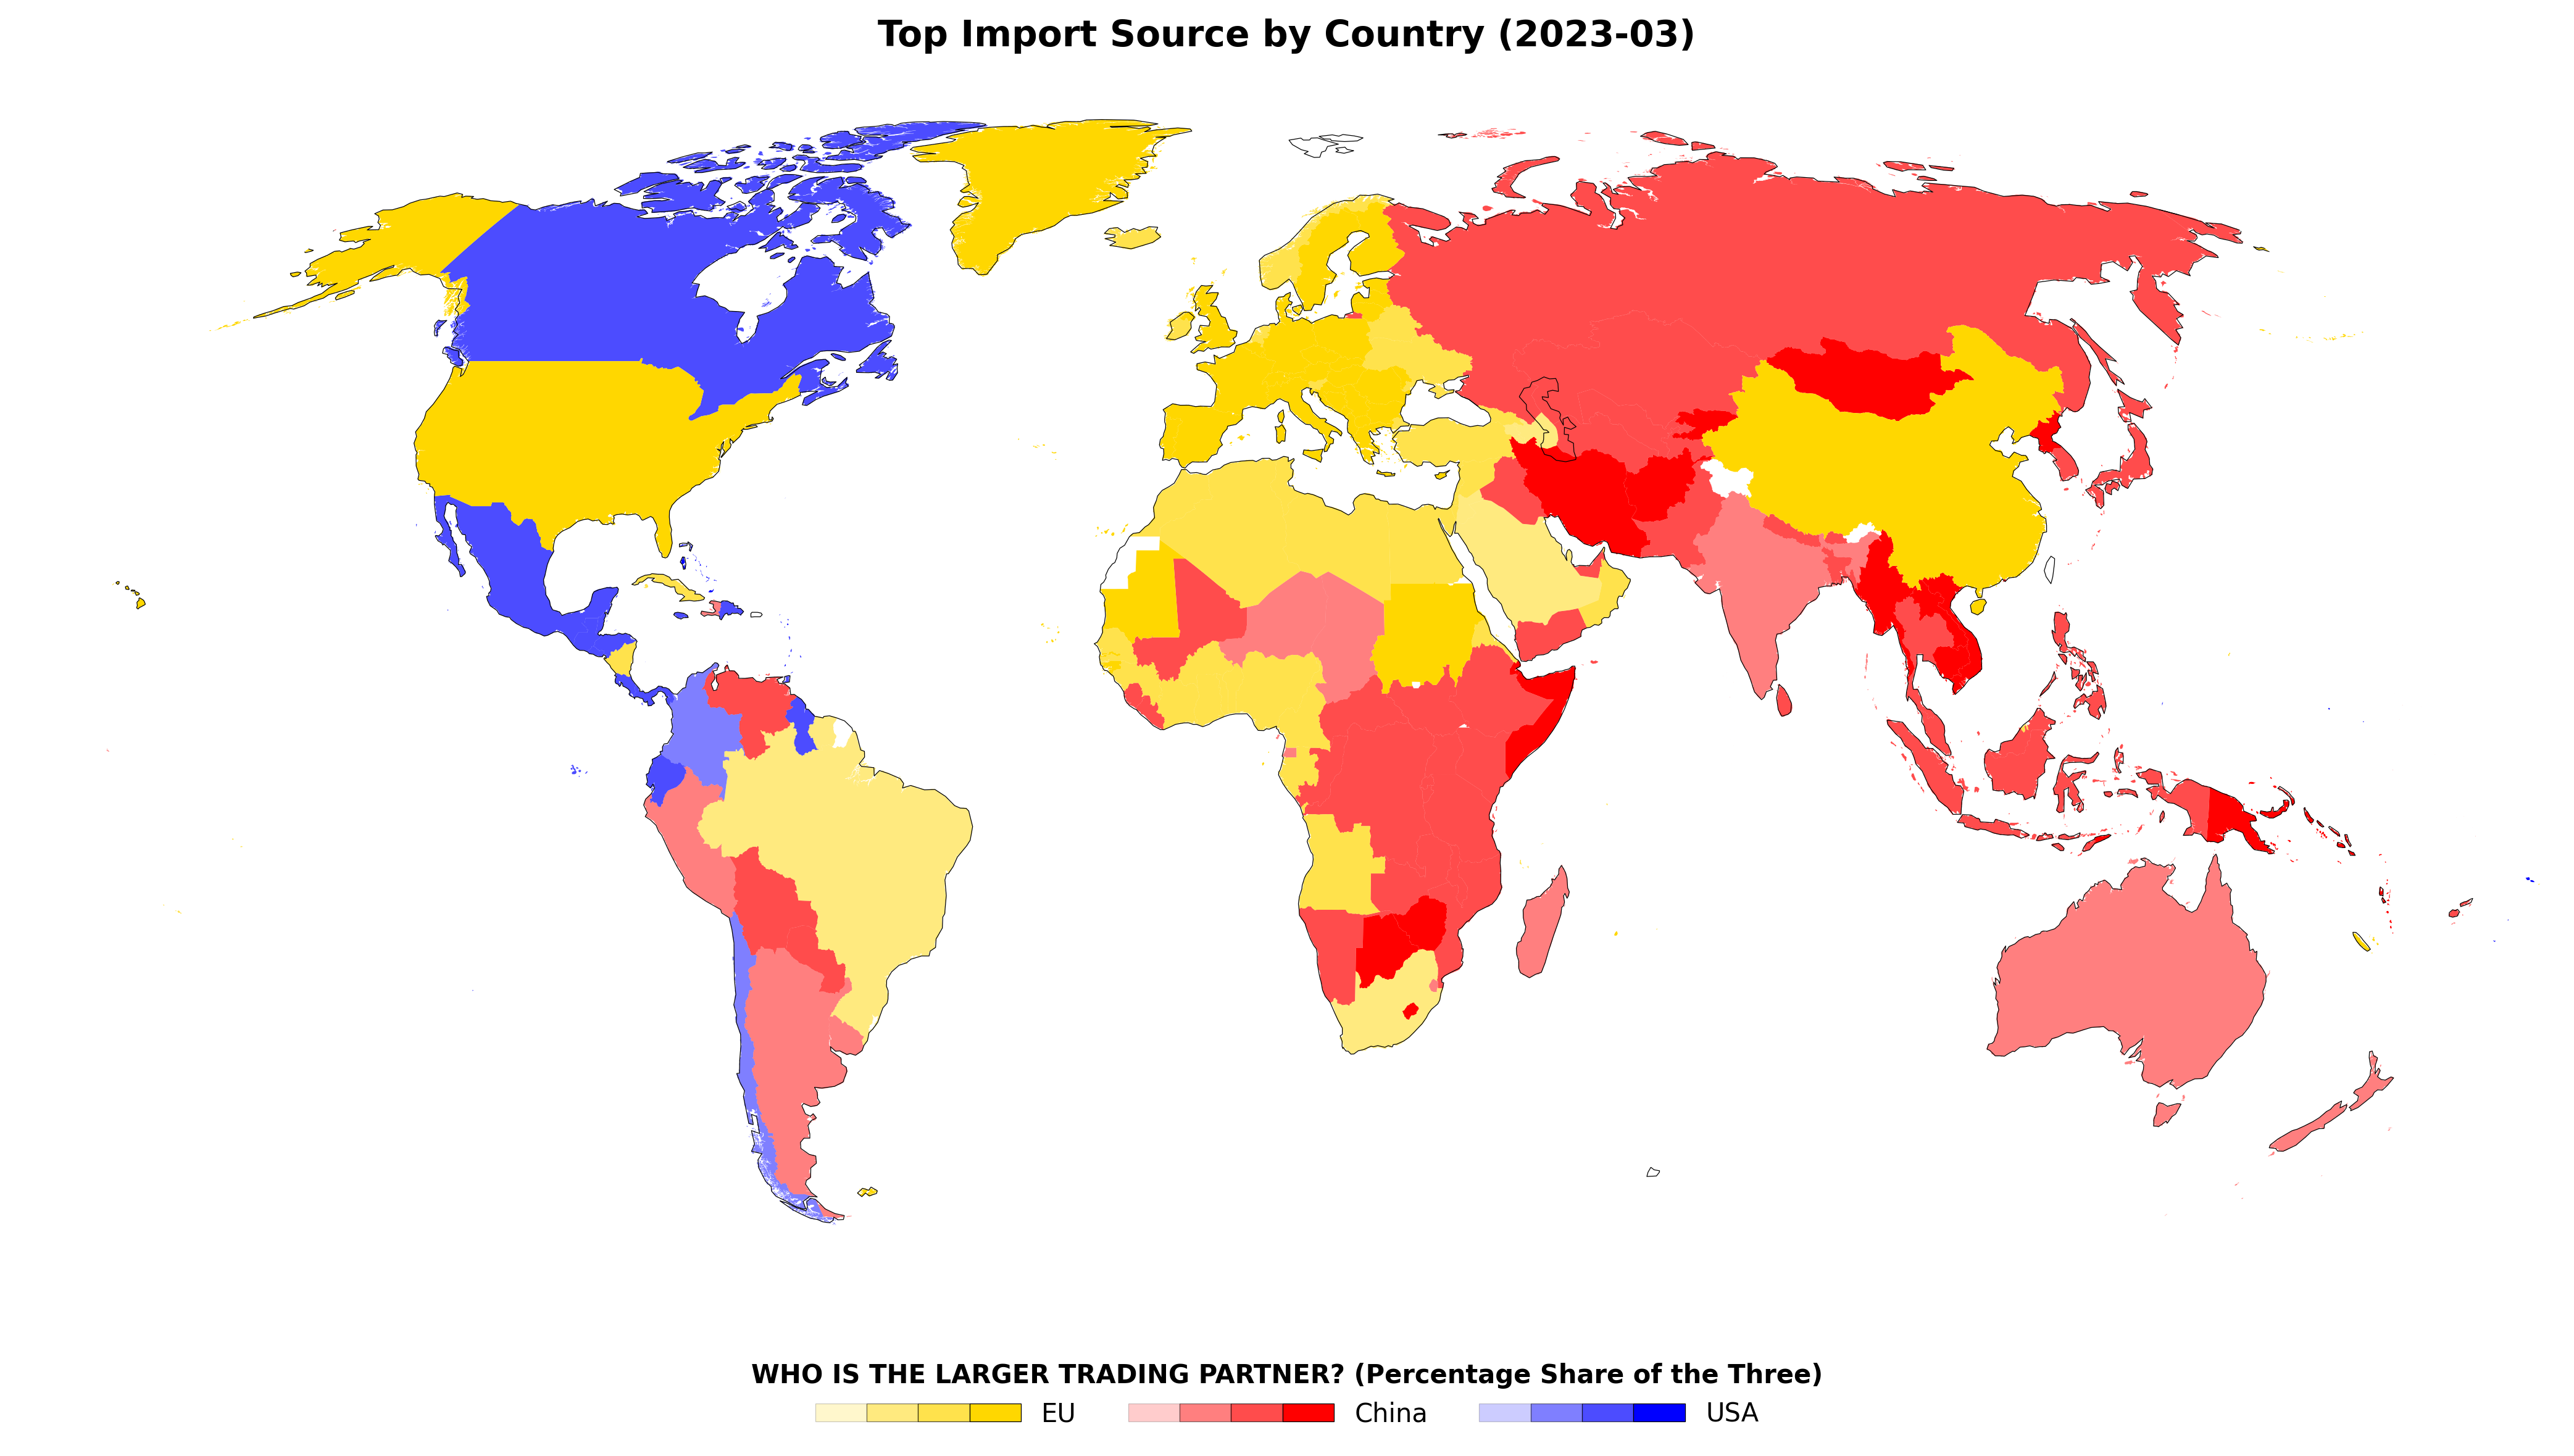 Top Import Source by Country (2023-03)
WHO IS THE LARGER TRADING PARTNER? (Percentage Share of the Three)
EU China USA